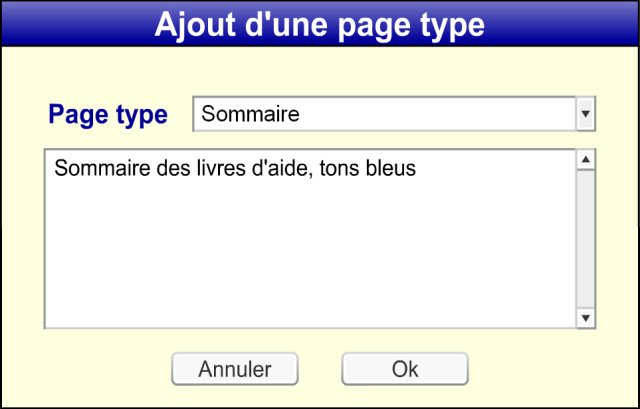 Ajout d'une page type
Page type
Sommaire
Sommaire des livres d'aide, tons bleus
Annuler
Ok